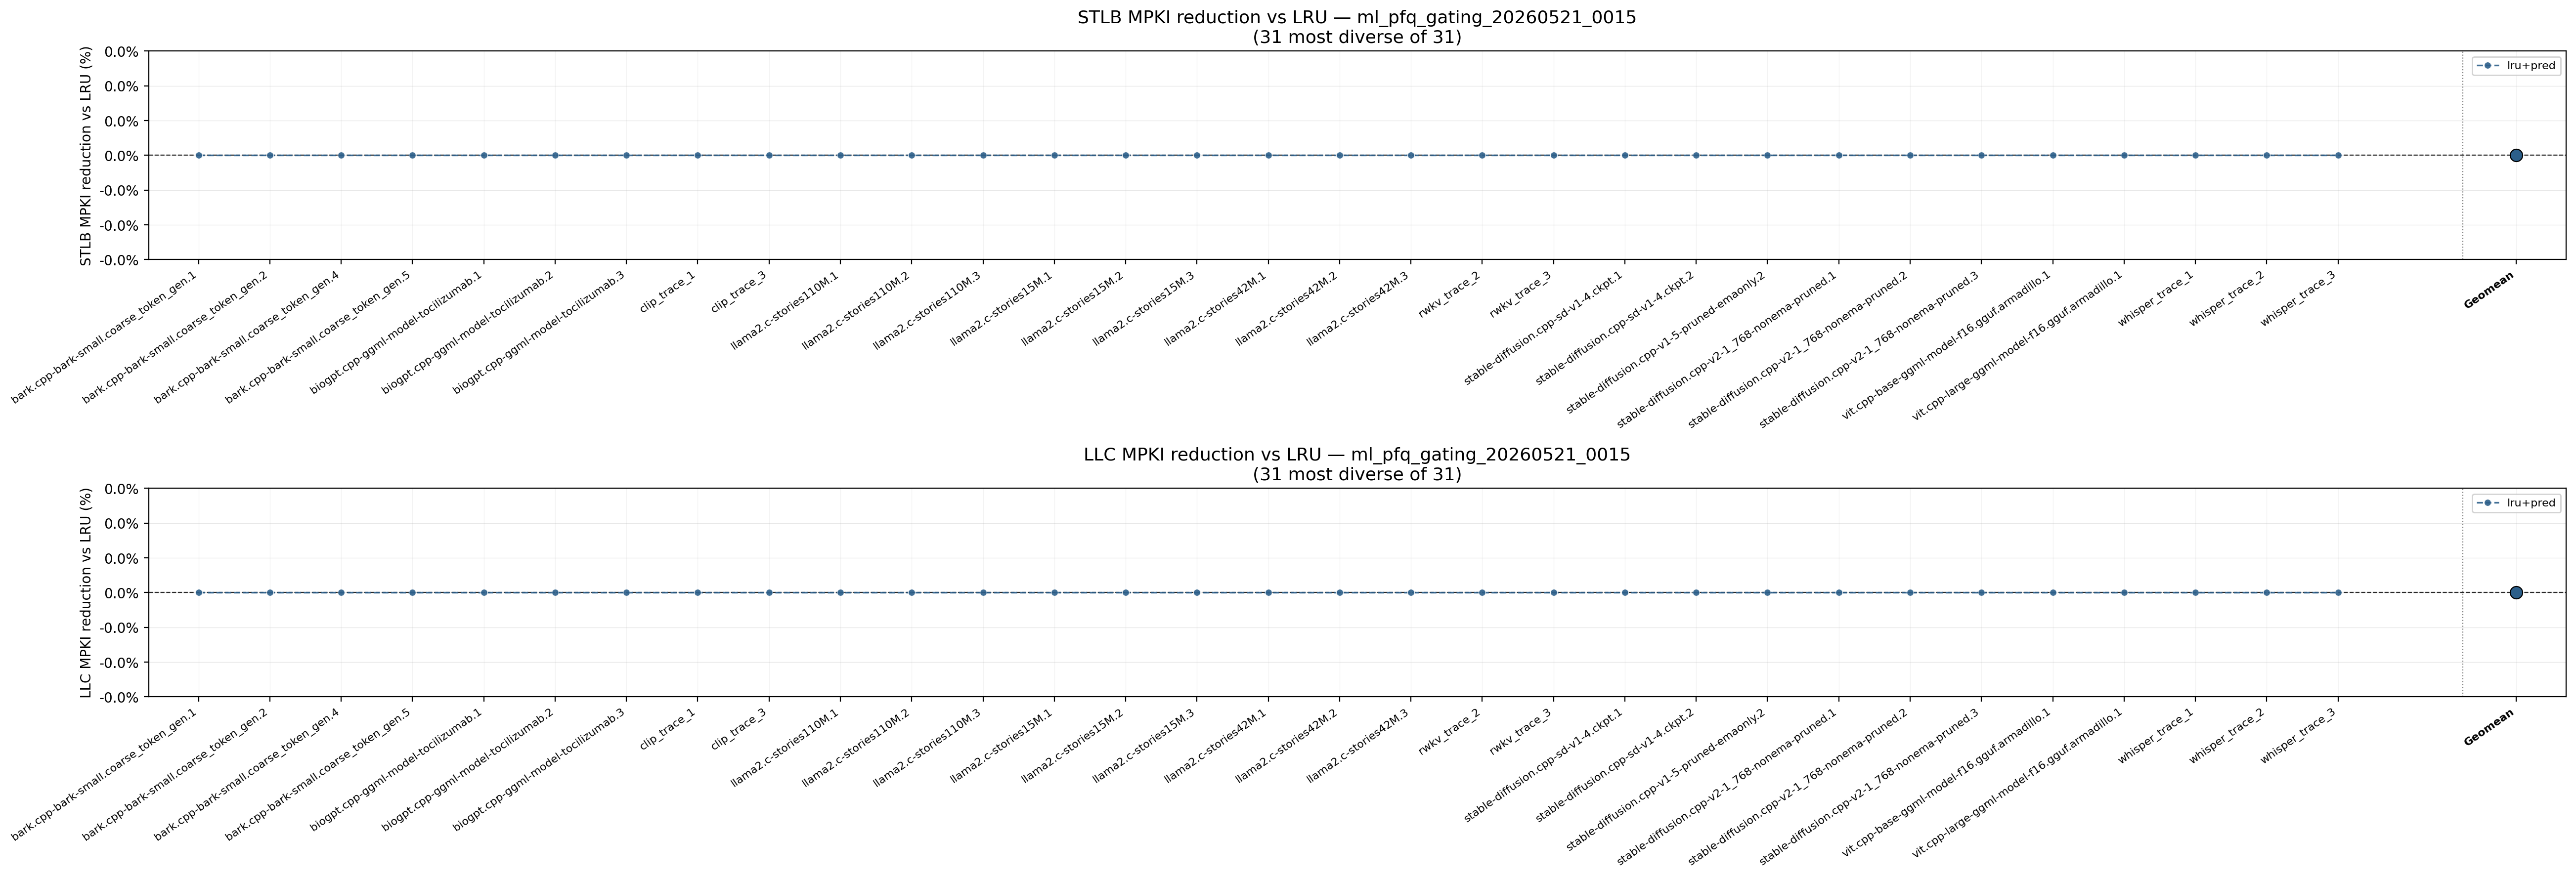 STLB MPKI reduction vs LRU — ml_pfq_gating_20260521_0015
(31 most diverse of 31)
STLB MPKI reduction vs LRU (%)
0.0%
0.0%
0.0%
0.0%
-0.0%
-0.0%
-0.0%
lru+pred
bark.cpp-bark-small.coarse_token_gen.1
bark.cpp-bark-small.coarse_token_gen.2
bark.cpp-bark-small.coarse_token_gen.4
bark.cpp-bark-small.coarse_token_gen.5
biogpt.cpp-ggml-model-tocilizumab.1
biogpt.cpp-ggml-model-tocilizumab.2
biogpt.cpp-ggml-model-tocilizumab.3
clip_trace_1
clip_trace_3
llama2.c-stories110M.1
llama2.c-stories110M.2
llama2.c-stories110M.3
llama2.c-stories15M.1
llama2.c-stories15M.2
llama2.c-stories15M.3
llama2.c-stories42M.1
llama2.c-stories42M.2
llama2.c-stories42M.3
rwkv_trace_2
rwkv_trace_3
stable-diffusion.cpp-sd-v1-4.ckpt.1
stable-diffusion.cpp-sd-v1-4.ckpt.2
stable-diffusion.cpp-v1-5-pruned-emaonly.2
stable-diffusion.cpp-v2-1_768-nonema-pruned.1
stable-diffusion.cpp-v2-1_768-nonema-pruned.2
stable-diffusion.cpp-v2-1_768-nonema-pruned.3
vit.cpp-base-ggml-model-f16.gguf.armadillo.1
vit.cpp-large-ggml-model-f16.gguf.armadillo.1
whisper_trace_1
whisper_trace_2
whisper_trace_3
Geomean
LLC MPKI reduction vs LRU — ml_pfq_gating_20260521_0015
(31 most diverse of 31)
LLC MPKI reduction vs LRU (%)
0.0%
0.0%
0.0%
0.0%
-0.0%
-0.0%
-0.0%
lru+pred
bark.cpp-bark-small.coarse_token_gen.1
bark.cpp-bark-small.coarse_token_gen.2
bark.cpp-bark-small.coarse_token_gen.4
bark.cpp-bark-small.coarse_token_gen.5
biogpt.cpp-ggml-model-tocilizumab.1
biogpt.cpp-ggml-model-tocilizumab.2
biogpt.cpp-ggml-model-tocilizumab.3
clip_trace_1
clip_trace_3
llama2.c-stories110M.1
llama2.c-stories110M.2
llama2.c-stories110M.3
llama2.c-stories15M.1
llama2.c-stories15M.2
llama2.c-stories15M.3
llama2.c-stories42M.1
llama2.c-stories42M.2
llama2.c-stories42M.3
rwkv_trace_2
rwkv_trace_3
stable-diffusion.cpp-sd-v1-4.ckpt.1
stable-diffusion.cpp-sd-v1-4.ckpt.2
stable-diffusion.cpp-v1-5-pruned-emaonly.2
stable-diffusion.cpp-v2-1_768-nonema-pruned.1
stable-diffusion.cpp-v2-1_768-nonema-pruned.2
stable-diffusion.cpp-v2-1_768-nonema-pruned.3
vit.cpp-base-ggml-model-f16.gguf.armadillo.1
vit.cpp-large-ggml-model-f16.gguf.armadillo.1
whisper_trace_1
whisper_trace_2
whisper_trace_3
Geomean